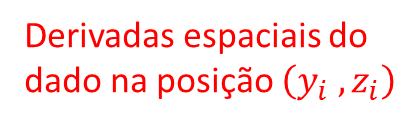 Derivadas espaciais do
dado na posição (yᵢ , zᵢ)